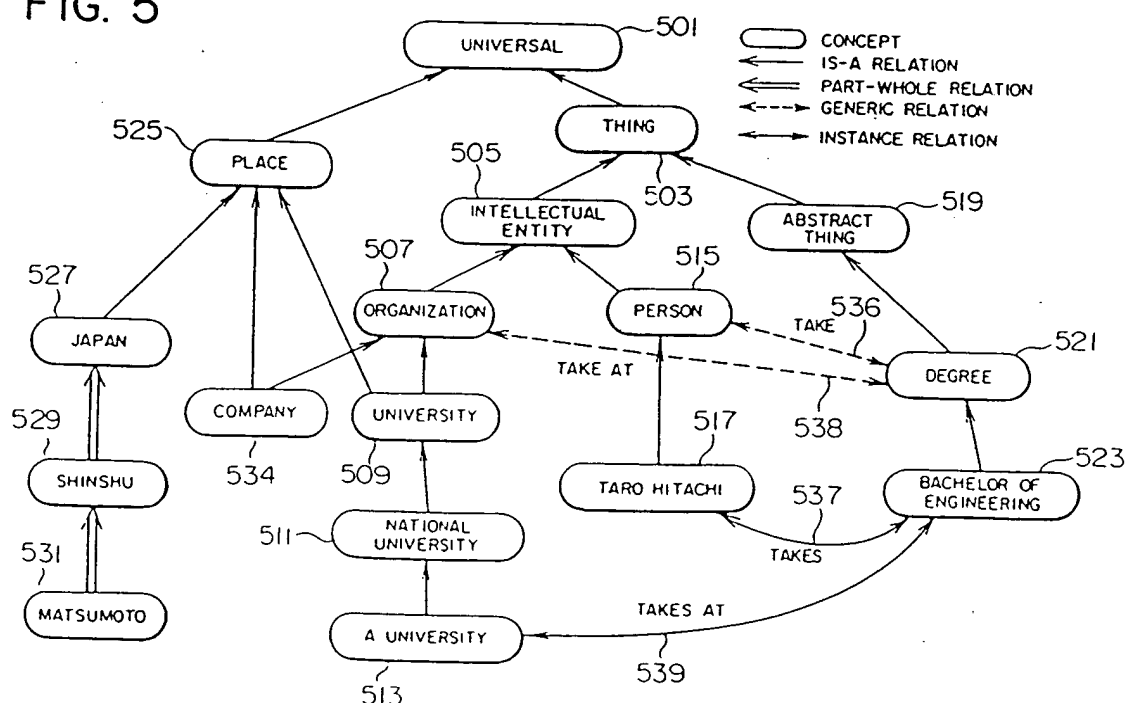 FIG. 5
UNIVERSAL
501
CONCEPT
IS-A RELATION
PART-WHOLE RELATION
GENERIC RELATION
INSTANCE RELATION
525
PLACE
THING
503
505
INTELLECTUAL
ENTITY
519
ABSTRACT
THING
507
ORGANIZATION
515
PERSON
527
JAPAN
TAKE
536
521
DEGREE
TAKE AT
538
COMPANY
534
UNIVERSITY
509
529
SHINSHU
517
TARO HITACHI
523
BACHELOR OF
ENGINEERING
537
TAKES
511
NATIONAL
UNIVERSITY
531
MATSUMOTO
A UNIVERSITY
513
TAKES AT
539